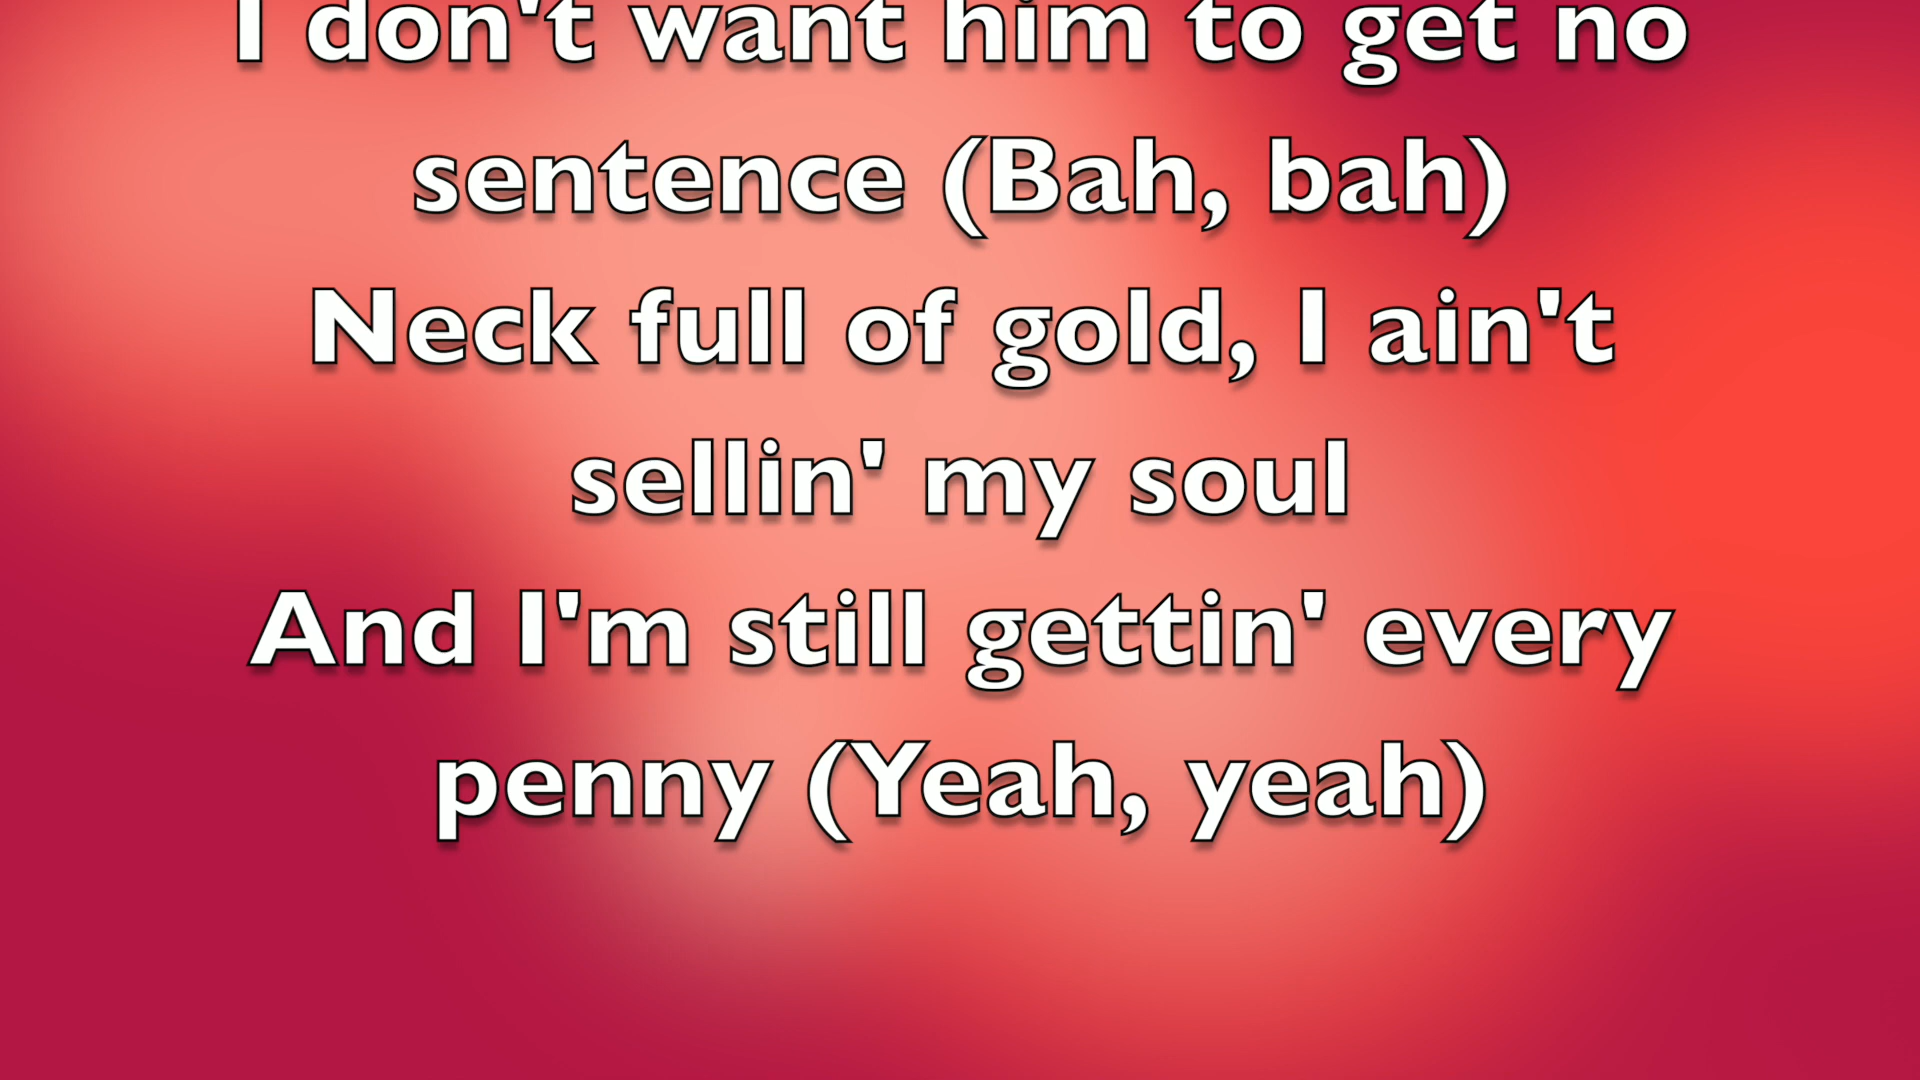 I don't want him to get no
sentence (Bah, bah)
Neck full of gold, I ain't
sellin' my soul
And I'm still gettin' every
penny (Yeah, yeah)